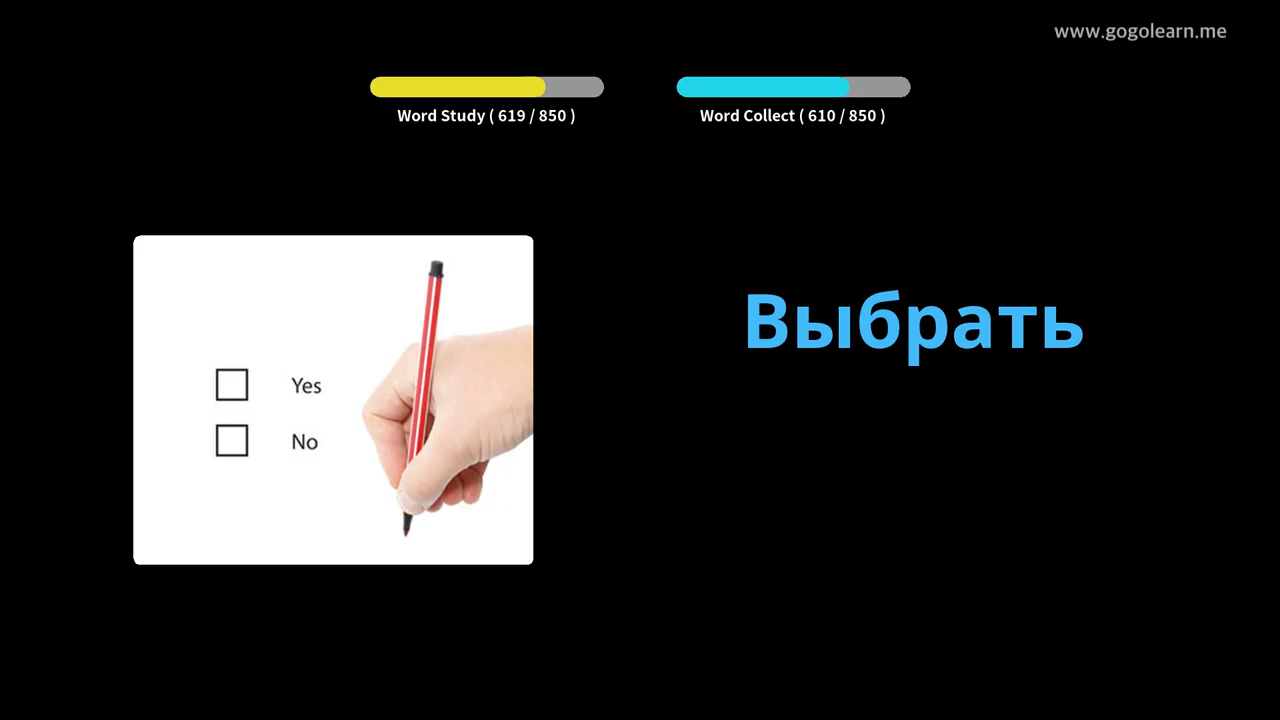 www.gogolearn.me
Word Study ( 619 / 850 )
Word Collect ( 610 / 850 )
Выбрать
Yes
No